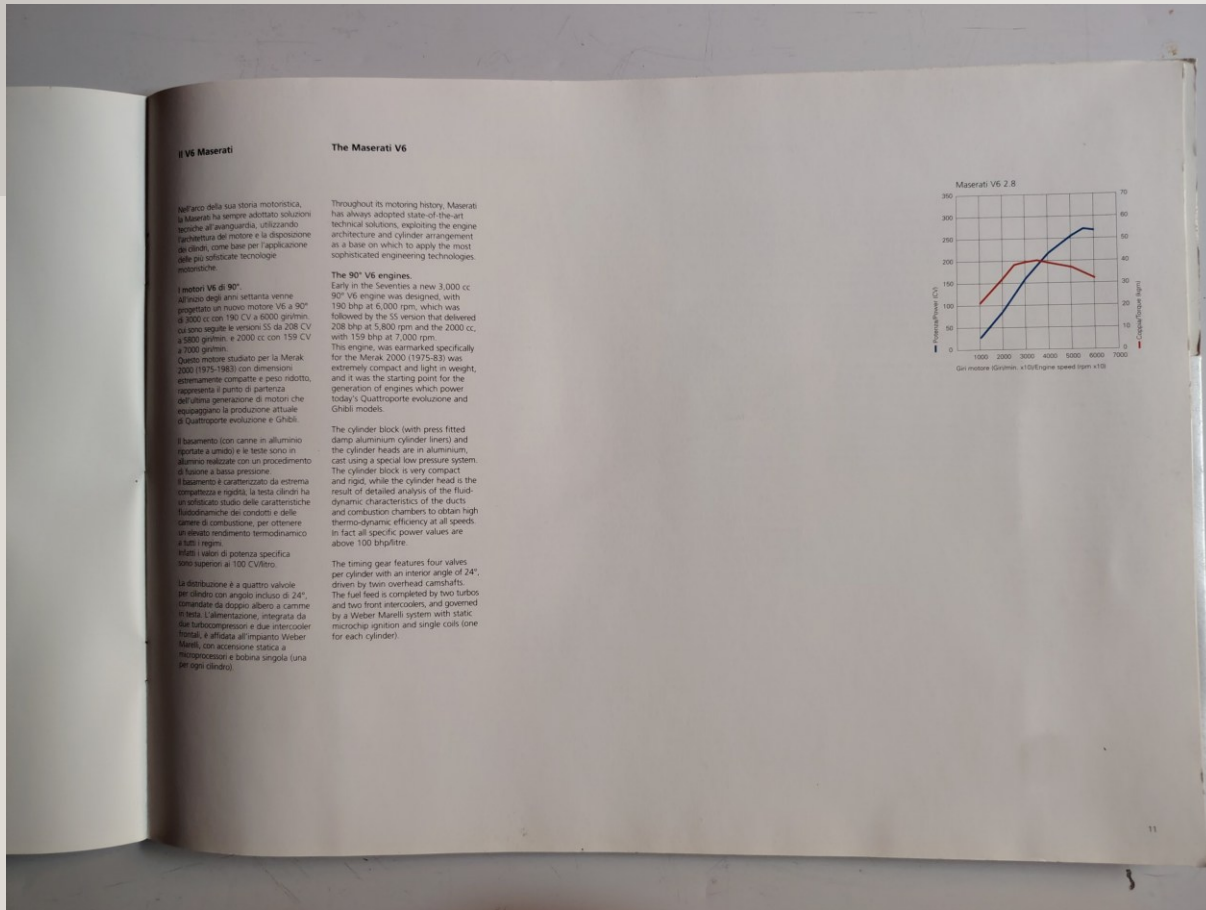 Il V6 Maserati
Nell'arco della sua storia motoristica,
la Maserati ha sempre adottato soluzioni
tecniche all'avanguardia, utilizzando
l'architettura del motore e la disposizione
dei cilindri, come base per l'applicazione
delle più sofisticate tecnologie
motoristiche.
I motori V6 di 90°.
All'inizio degli anni settanta venne
progettato un nuovo motore V6 a 90°
di 3000 cc con 190 CV a 6000 giri/min.
cui sono seguite le versioni SS da 208 CV
a 5800 giri/min. e 2000 cc con 159 CV
a 7000 giri/min.
Questo motore studiato per la Merak
2000 (1975-1983) con dimensioni
estremamente compatte e peso ridotto,
rappresenta il punto di partenza
dell'ultima generazione di motori che
equipaggiano la produzione attuale
di Quattroporte evoluzione e Ghibli.
Il basamento (con canne in alluminio
riportate a umido) e le teste sono in
alluminio realizzate con un procedimento
di fusione a bassa pressione.
Il basamento è caratterizzato da estrema
compattezza e rigidità, la testa cilindri ha
un sofisticato studio delle caratteristiche
fluidodinamiche dei condotti e delle
camere di combustione, per ottenere
un elevato rendimento termodinamico
a tutti i regimi.
Infatti i valori di potenza specifica
sono superiori ai 100 CV/litro.
La distribuzione è a quattro valvole
per cilindro con angolo incluso di 24°,
comandate da doppio albero a camme
in testa. L'alimentazione, integrata da
due turbocompressori e due intercooler
frontali, è affidata all'impianto Weber
Marelli, con accensione statica a
microprocessori e bobina singola (una
per ogni cilindro).
The Maserati V6
Throughout its motoring history, Maserati
has always adopted state-of-the-art
technical solutions, exploiting the engine
architecture and cylinder arrangement
as a base on which to apply the most
sophisticated engineering technologies.
The 90° V6 engines.
Early in the Seventies a new 3,000 cc
90° V6 engine was designed, with
190 bhp at 6,000 rpm, which was
followed by the SS version that delivered
208 bhp at 5,800 rpm and the 2000 cc,
with 159 bhp at 7,000 rpm.
This engine, was earmarked specifically
for the Merak 2000 (1975-83) was
extremely compact and light in weight,
and it was the starting point for the
generation of engines which power
today's Quattroporte evoluzione and
Ghibli models.
The cylinder block (with press fitted
damp aluminium cylinder liners) and
the cylinder heads are in aluminium,
cast using a special low pressure system.
The cylinder block is very compact
and rigid, while the cylinder head is the
result of detailed analysis of the fluid-
dynamic characteristics of the ducts
and combustion chambers to obtain high
thermo-dynamic efficiency at all speeds.
In fact all specific power values are
above 100 bhp/litre.
The timing gear features four valves
per cylinder with an interior angle of 24°,
driven by twin overhead camshafts.
The fuel feed is completed by two turbos
and two front intercoolers, and governed
by a Weber Marelli system with static
microchip ignition and single coils (one
for each cylinder).
Maserati V6 2.8
350
300
250
200
150
100
50
0
Potenza/Power (CV)
70
60
50
40
30
20
10
0
Coppia/Torque (kgm)
1000 2000 3000 4000 5000 6000 7000
Giri motore (Giri/min. x10)/Engine speed (rpm x10)
11